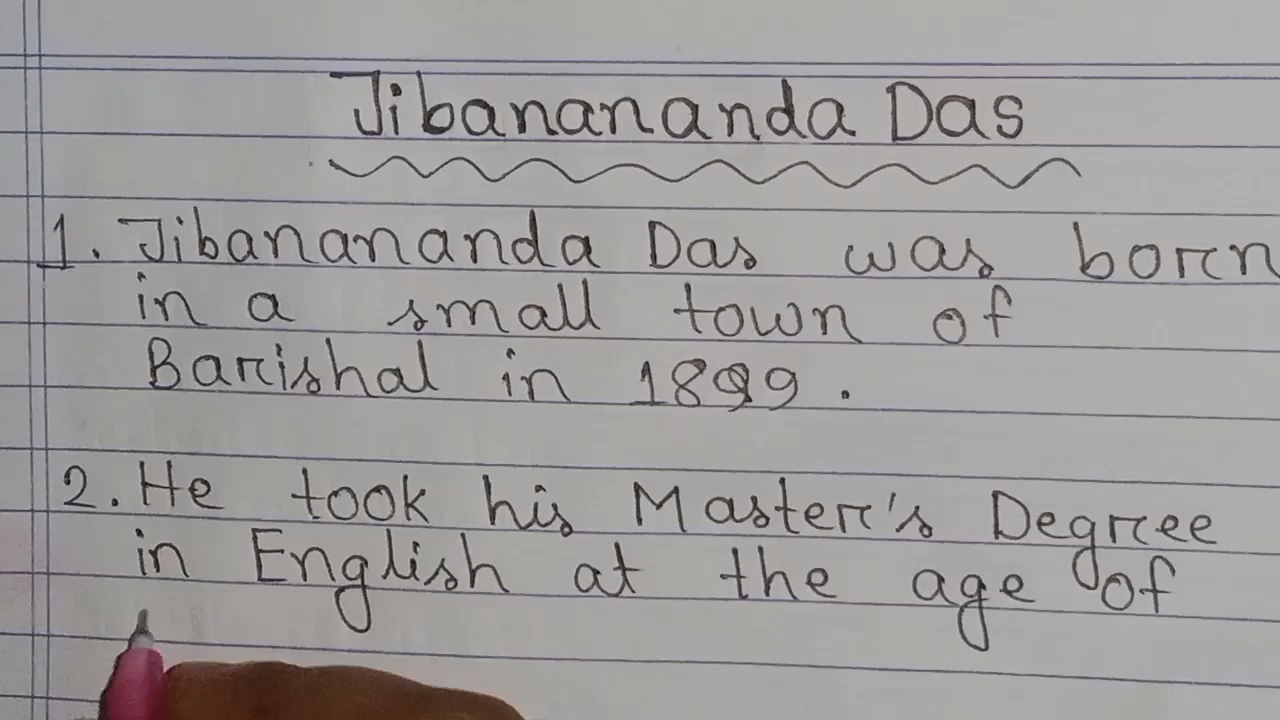 Jibanananda Das
1. Jibanananda Das was born
in a small town of
Barishal in 1899.
2. He took his Master's Degree
in English at the age of